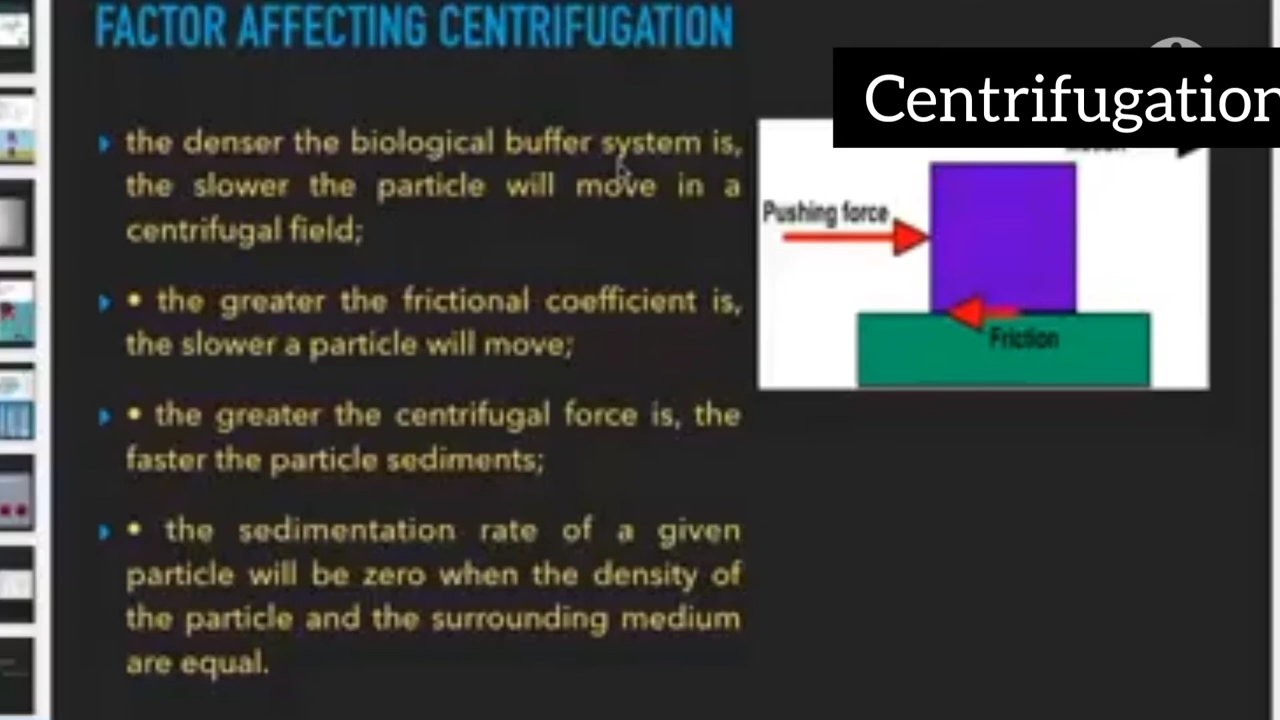 FACTOR AFFECTING CENTRIFUGATION
Centrifugation
the denser the biological buffer system is,
the slower the particle will move in a
centrifugal field;
• the greater the frictional coefficient is,
the slower a particle will move;
• the greater the centrifugal force is, the
faster the particle sediments;
• the sedimentation rate of a given
particle will be zero when the density of
the particle and the surrounding medium
are equal.
Pushing force
Friction